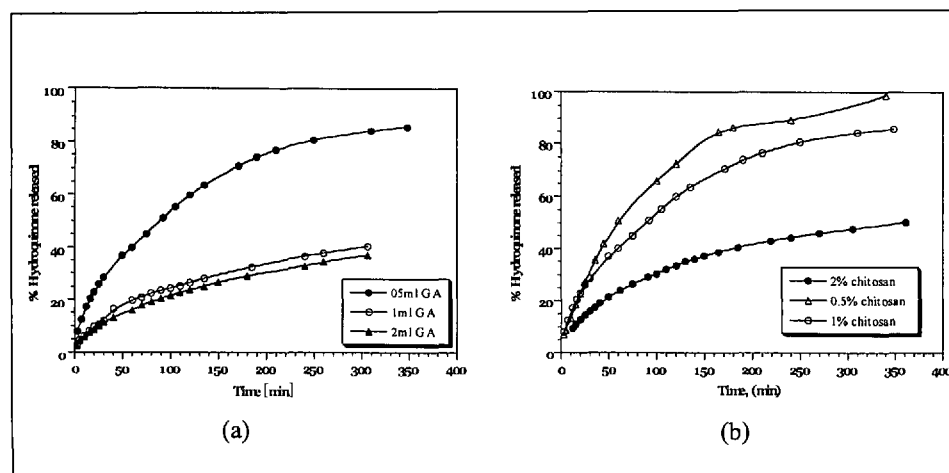 100
80
60
40
20
0
% Hydroquinone released
0 50 100 150 200 250 300 350 400
Time [min]
05ml GA
1ml GA
2ml GA
(a)
100
80
60
40
20
0
% Hydroquinone released
0 50 100 150 200 250 300 350 400
Time, (min)
2% chitosan
0.5% chitosan
1% chitosan
(b)